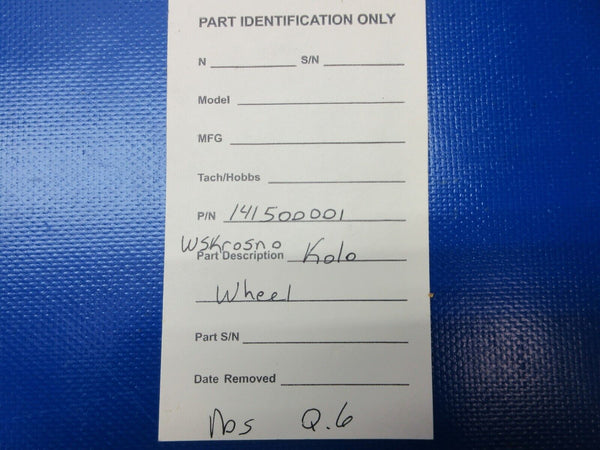 PART IDENTIFICATION ONLY
N S/N
Model
MFG
Tach/Hobbs
P/N 141500001
WSKrosno
Part Description Kolo
Wheel
Part S/N
Date Removed
Nos Q.6